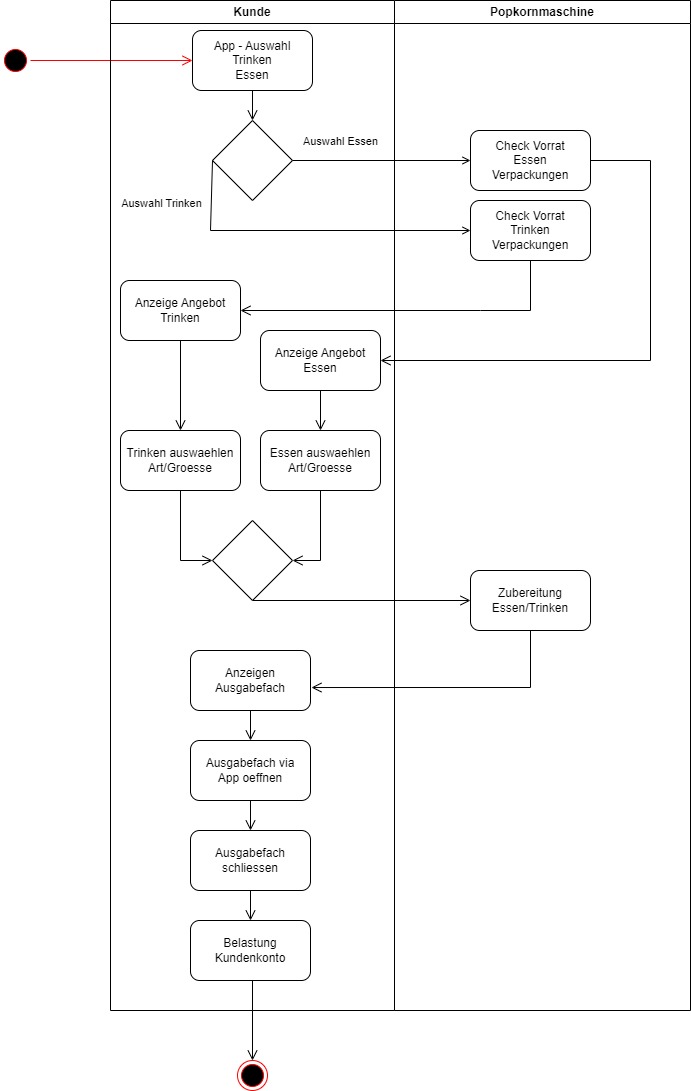 Kunde
Popkornmaschine
App - Auswahl
Trinken
Essen
Auswahl Essen
Check Vorrat
Essen
Verpackungen
Auswahl Trinken
Check Vorrat
Trinken
Verpackungen
Anzeige Angebot
Trinken
Anzeige Angebot
Essen
Trinken auswaehlen
Art/Groesse
Essen auswaehlen
Art/Groesse
Zubereitung
Essen/Trinken
Anzeigen
Ausgabefach
Ausgabefach via
App oeffnen
Ausgabefach
schliessen
Belastung
Kundenkonto